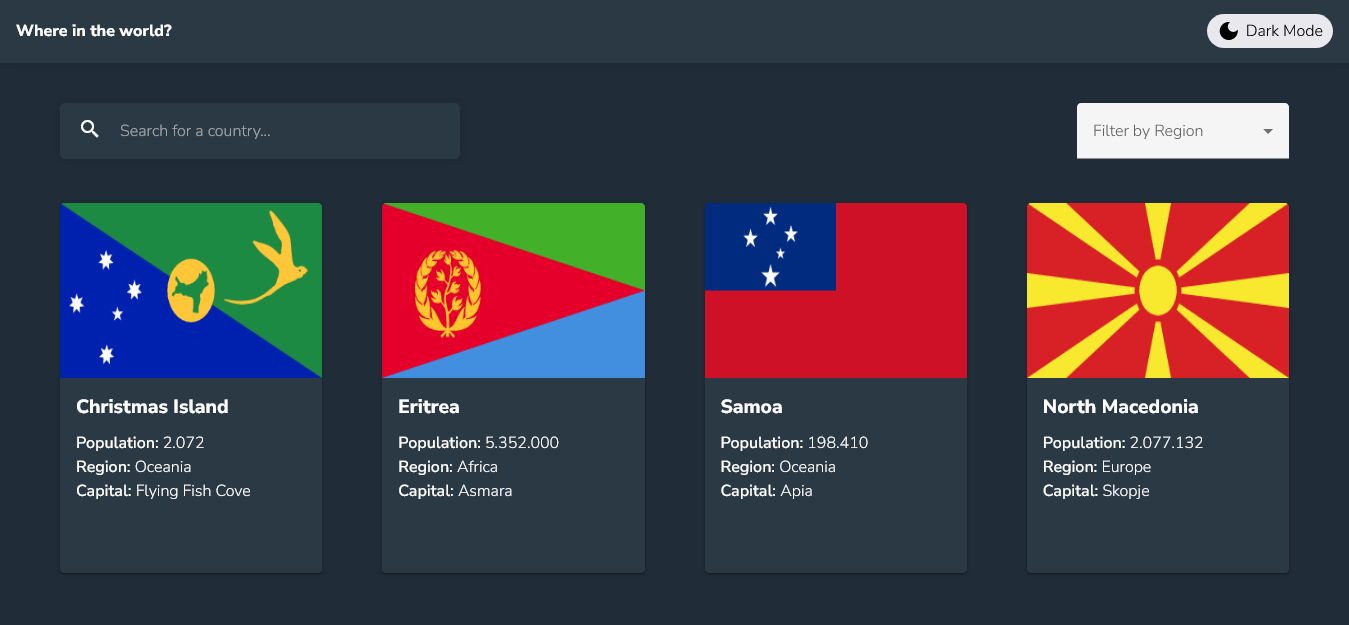 Where in the world?
Dark Mode
Search for a country...
Filter by Region
Christmas Island
Population: 2.072
Region: Oceania
Capital: Flying Fish Cove
Eritrea
Population: 5.352.000
Region: Africa
Capital: Asmara
Samoa
Population: 198.410
Region: Oceania
Capital: Apia
North Macedonia
Population: 2.077.132
Region: Europe
Capital: Skopje